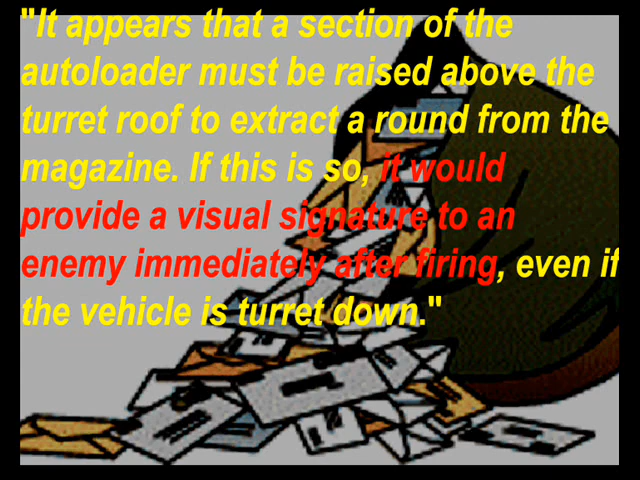 "It appears that a section of the
autoloader must be raised above the
turret roof to extract a round from the
magazine. If this is so, it would
provide a visual signature to an
enemy immediately after firing, even if
the vehicle is turret down."